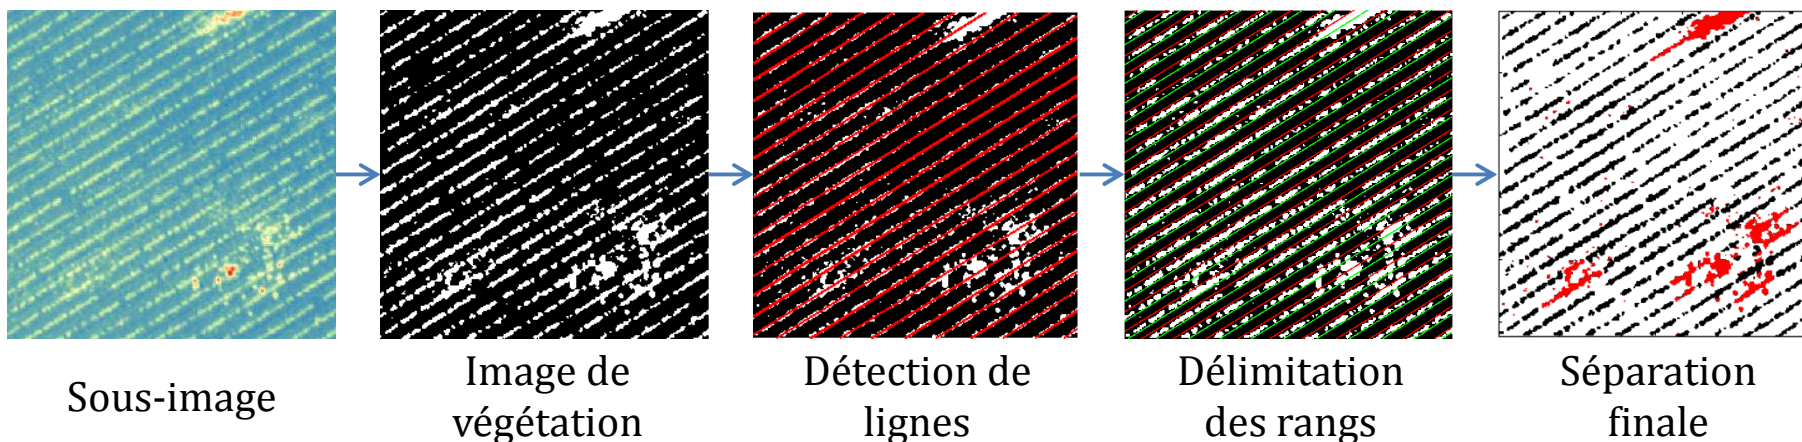 Sous-image
Image de
végétation
Détection de
lignes
Délimitation
des rangs
Séparation
finale